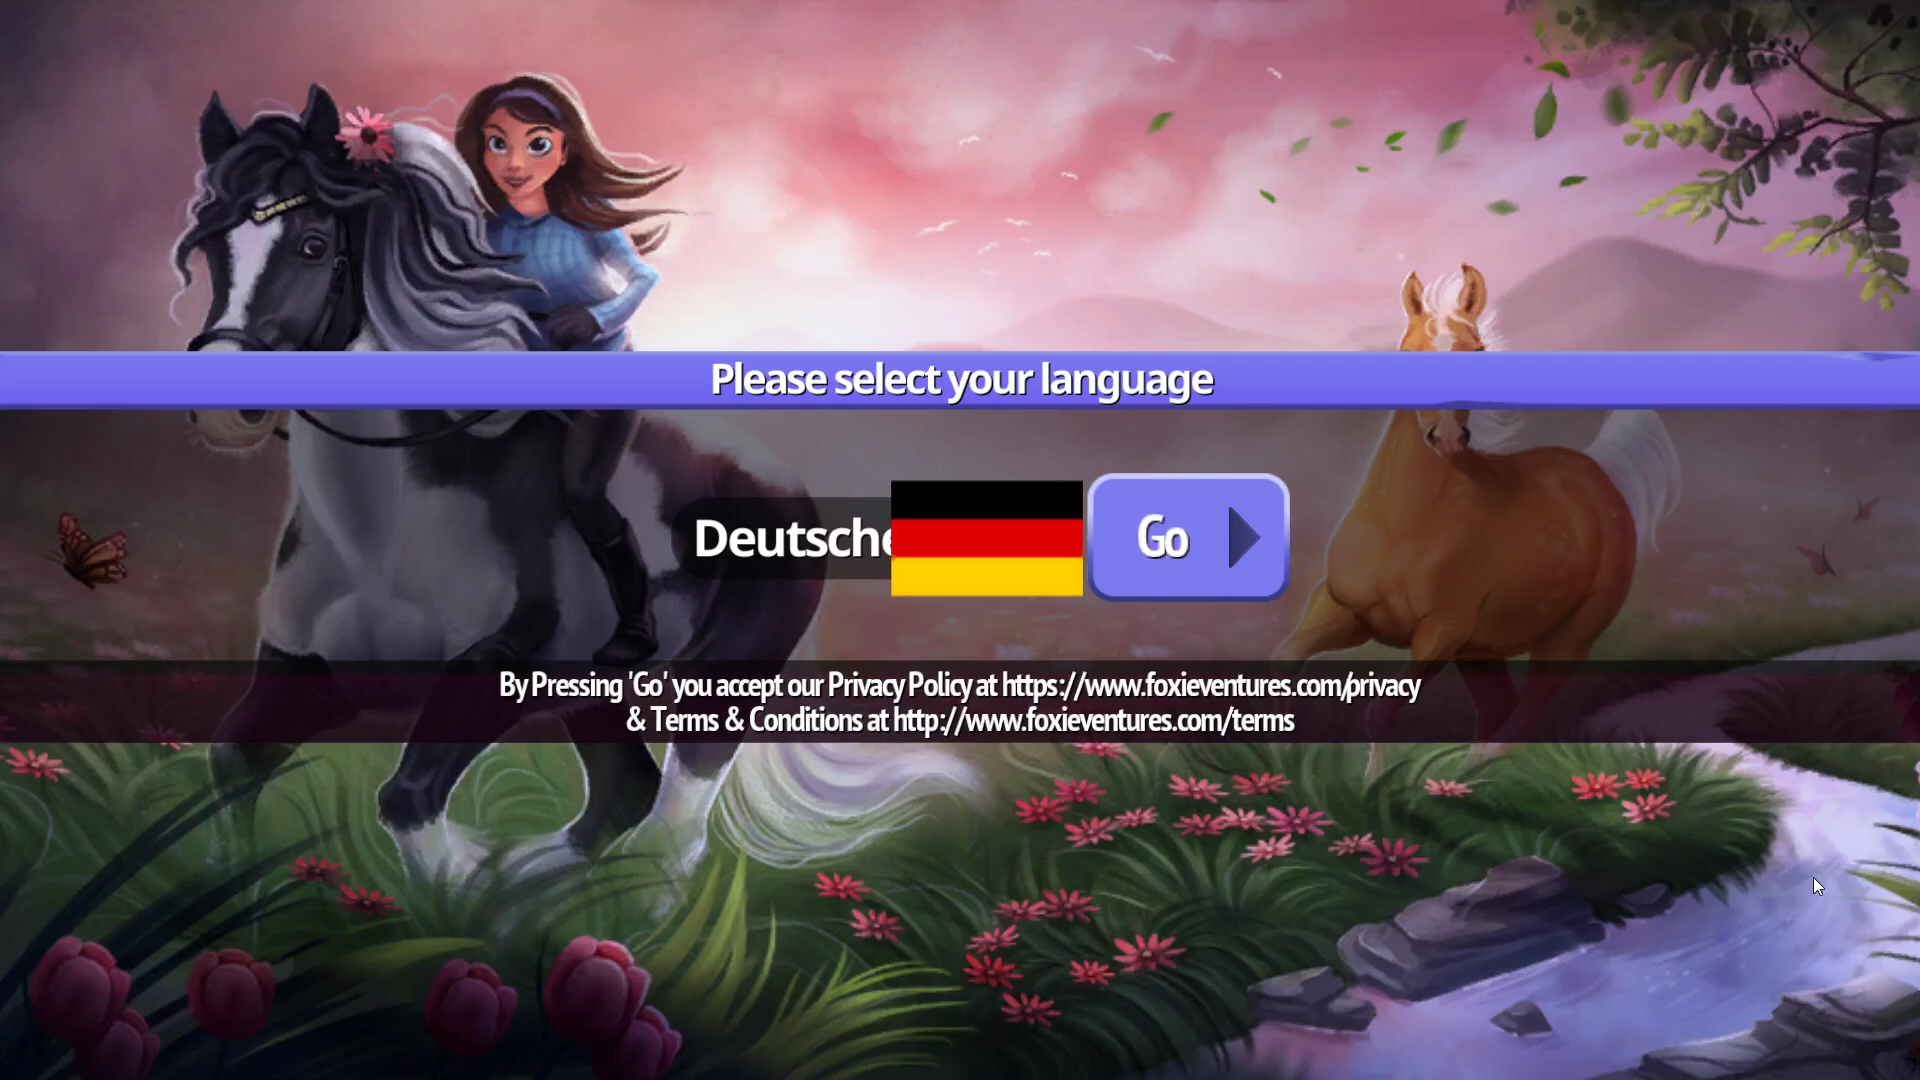 Please select your language
Deutsche
Go
By Pressing 'Go' you accept our Privacy Policy at https://www.foxieventures.com/privacy
& Terms & Conditions at http://www.foxieventures.com/terms